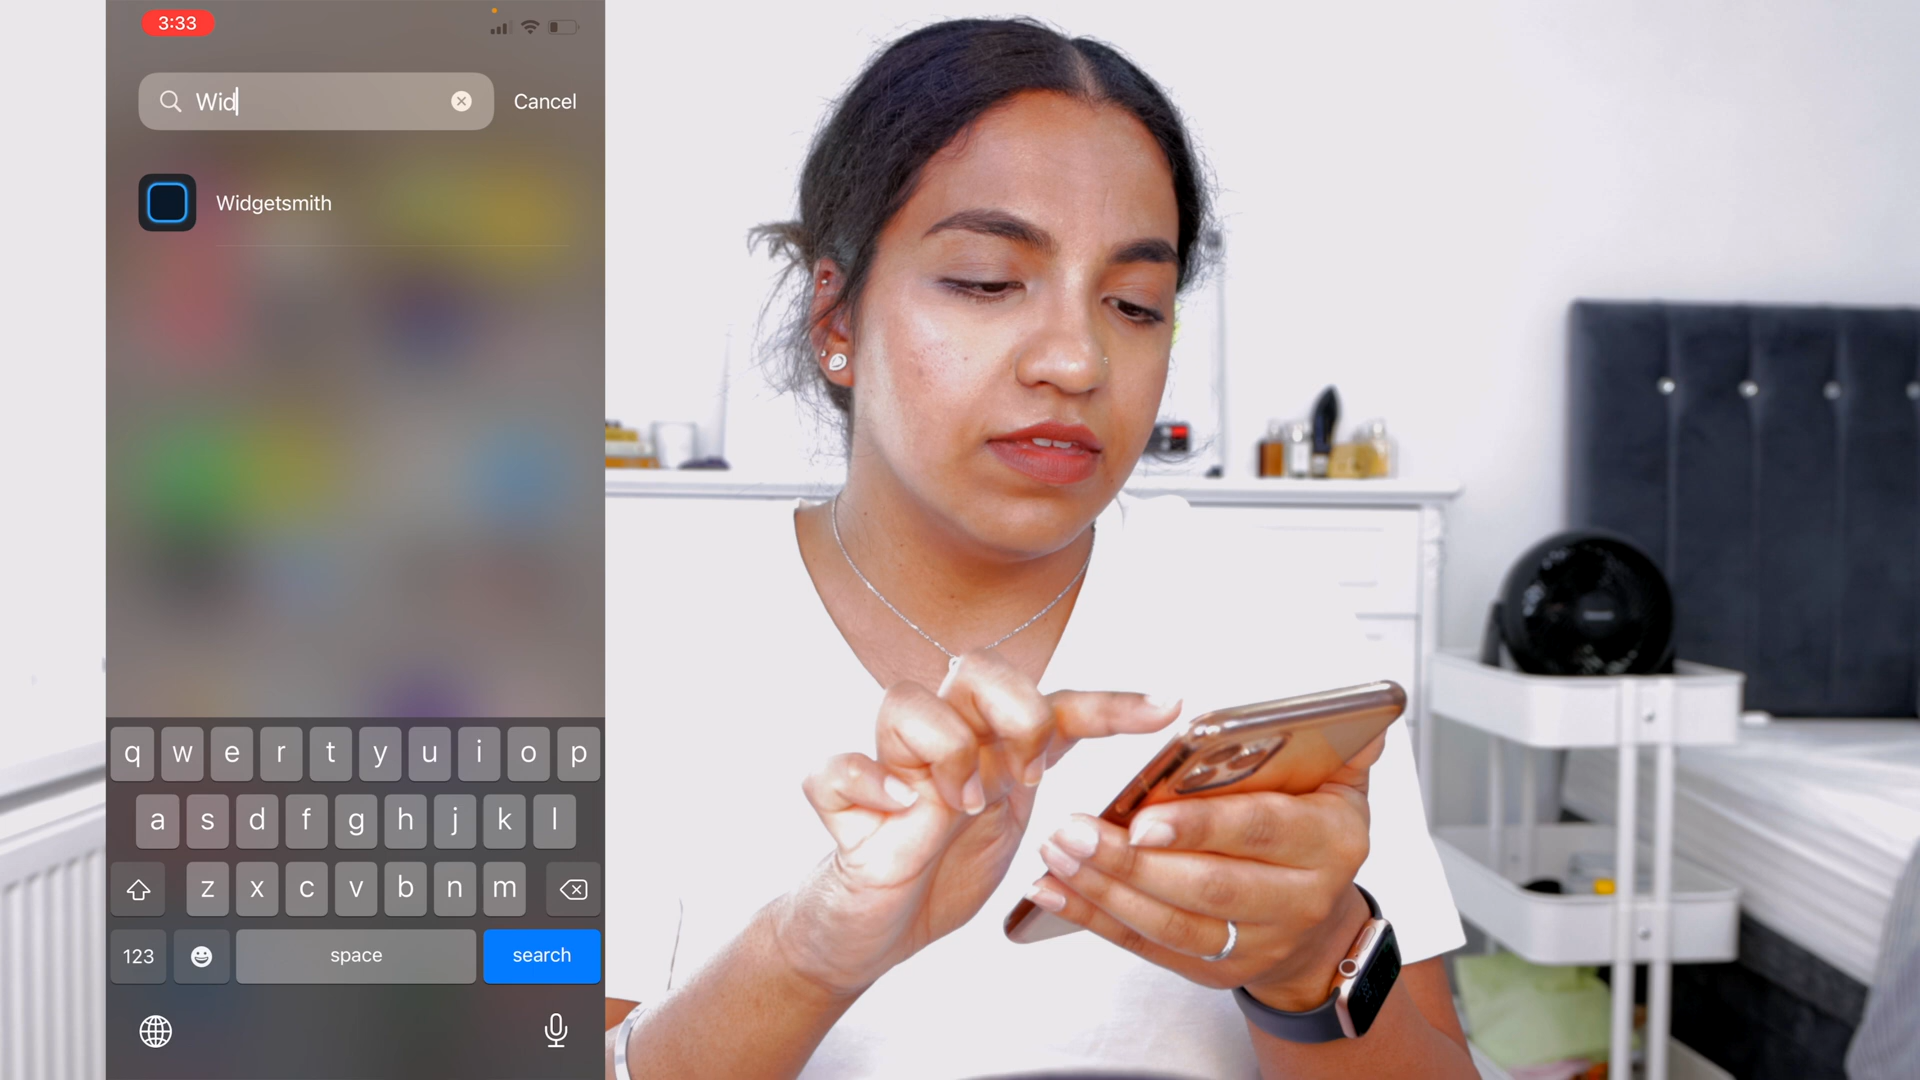 3:33
Wid
Cancel
Widgetsmith
q w e r t y u i o p
a s d f g h j k l
z x c v b n m
123
space
search